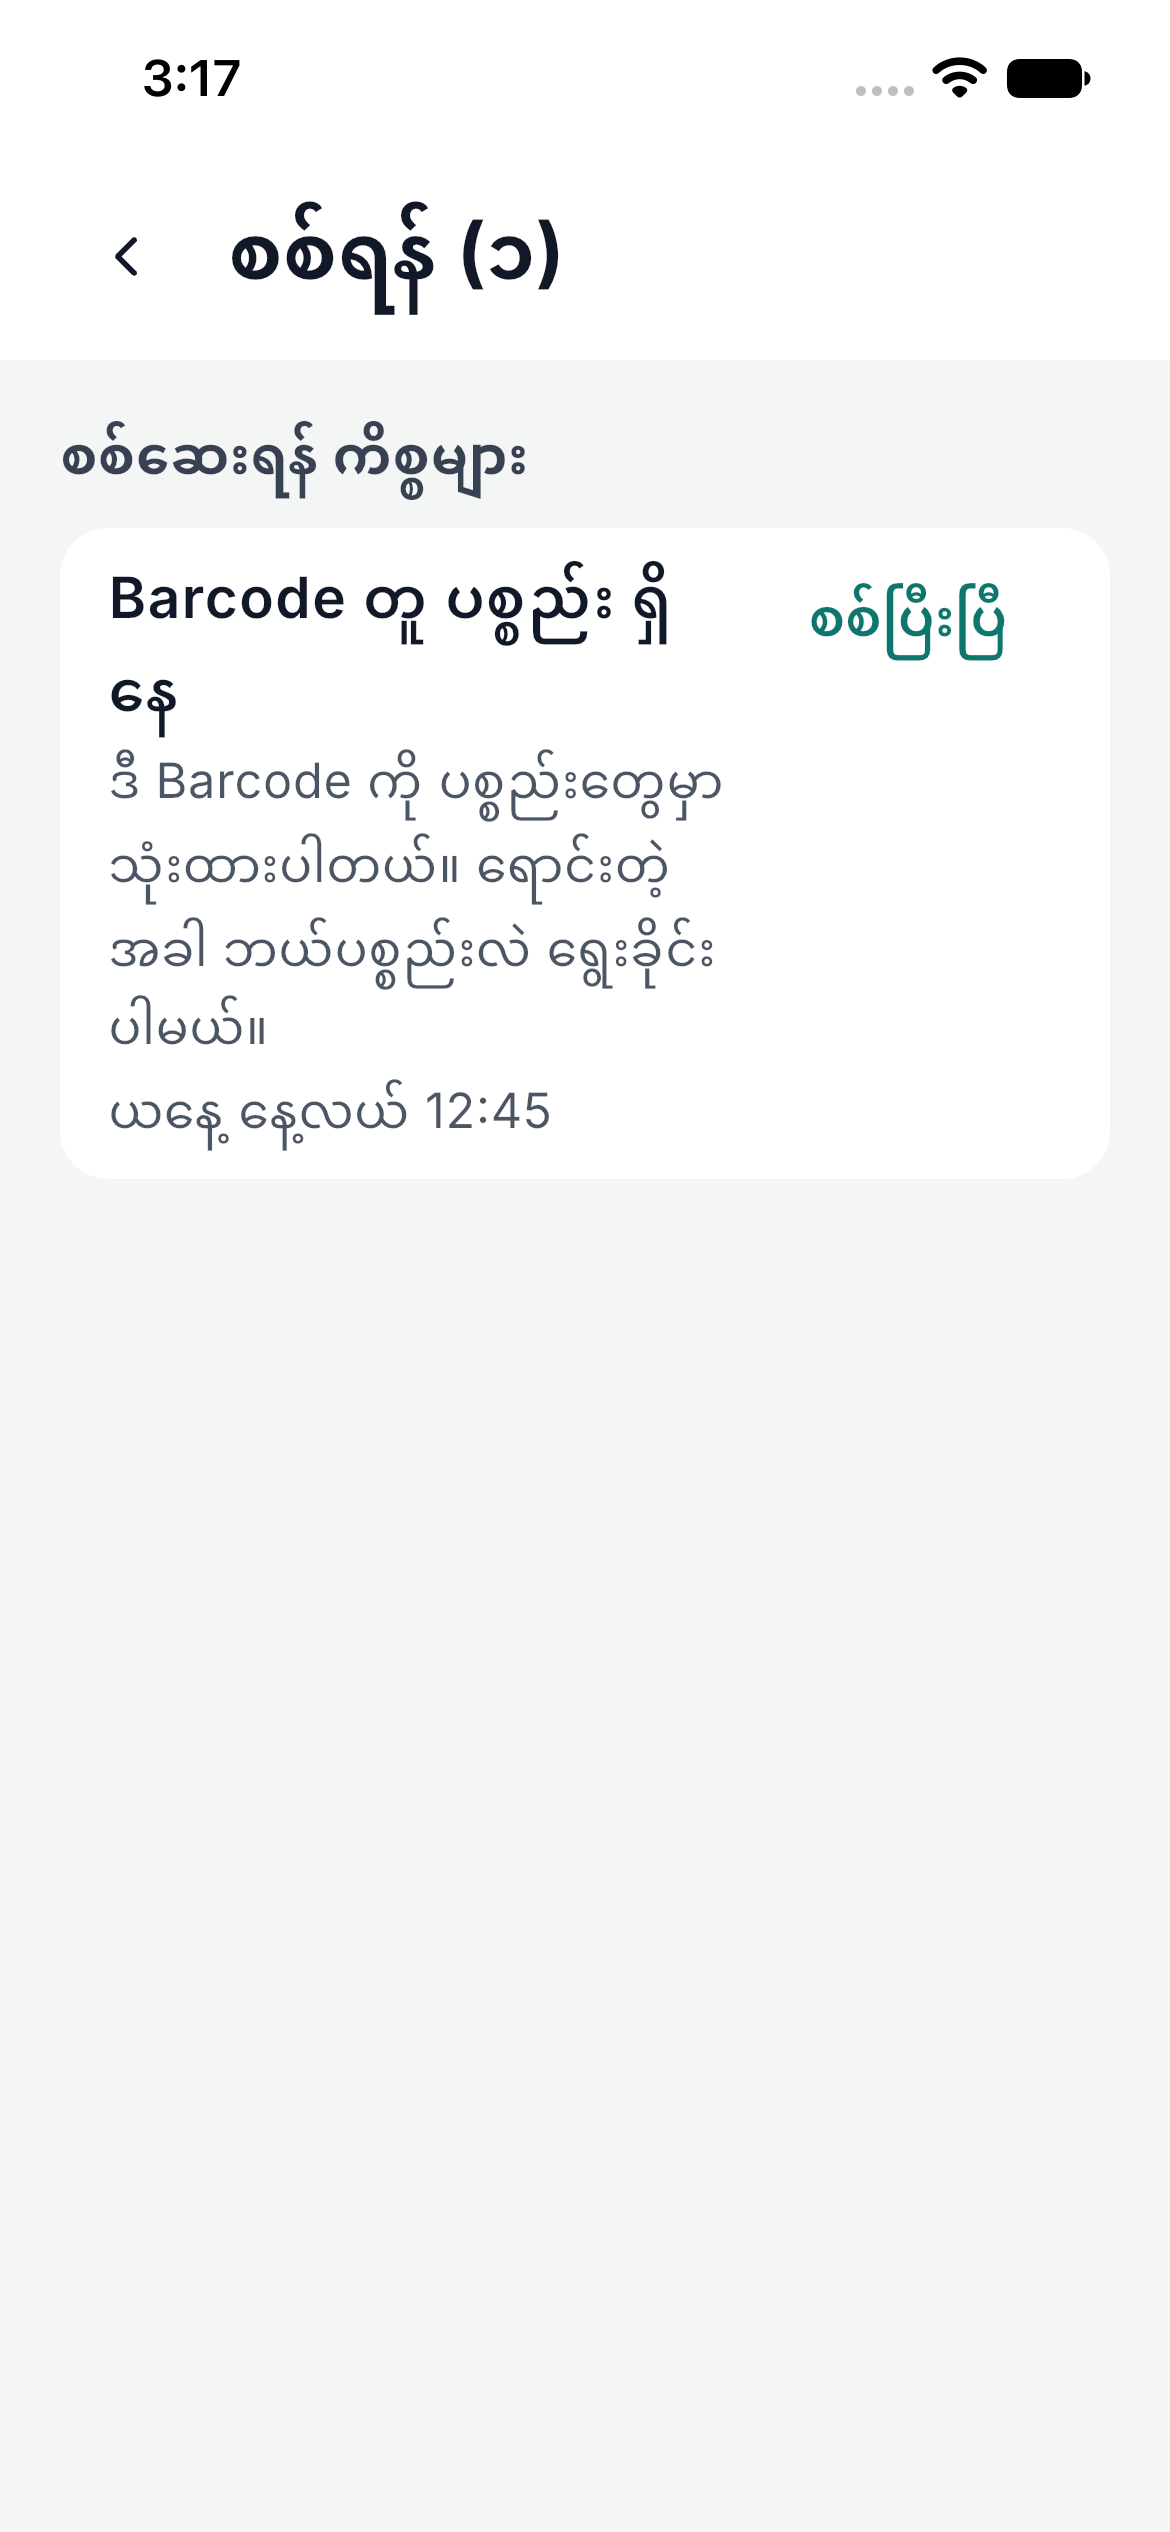 3:17
စစ်ရန် (၁)
စစ်ဆေးရန် ကိစ္စများ
Barcode တူ ပစ္စည်း ရှိ
နေ
စစ်ပြီးပြီ
ဒီ Barcode ကို ပစ္စည်းတွေမှာ
သုံးထားပါတယ်။ ရောင်းတဲ့
အခါ ဘယ်ပစ္စည်းလဲ ရွေးခိုင်း
ပါမယ်။
ယနေ့ နေ့လယ် 12:45